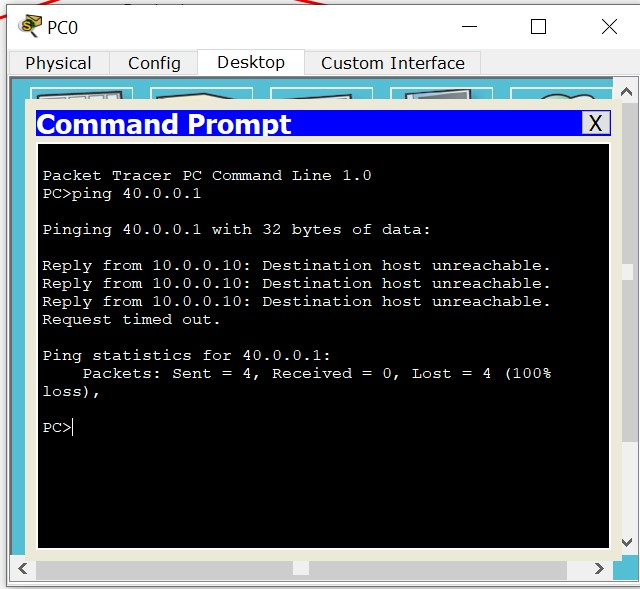 PC0
Physical Config Desktop Custom Interface
Command Prompt X
Packet Tracer PC Command Line 1.0
PC>ping 40.0.0.1
Pinging 40.0.0.1 with 32 bytes of data:
Reply from 10.0.0.10: Destination host unreachable.
Reply from 10.0.0.10: Destination host unreachable.
Reply from 10.0.0.10: Destination host unreachable.
Request timed out.
Ping statistics for 40.0.0.1:
Packets: Sent = 4, Received = 0, Lost = 4 (100%
loss),
PC>